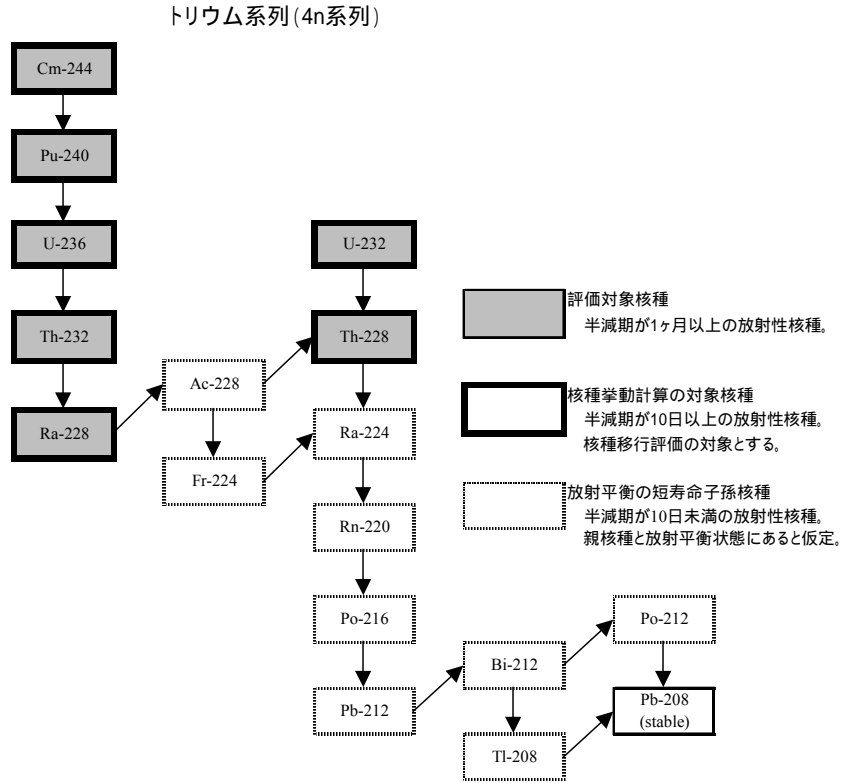 トリウム系列(4n系列)
Cm-244
Pu-240
U-236
U-232
Th-232
Th-228
Ac-228
Ra-228
Ra-224
Fr-224
Rn-220
Po-216
Po-212
Bi-212
Pb-212
Pb-208
(stable)
Tl-208
評価対象核種
半減期が1ヶ月以上の放射性核種。
核種挙動計算の対象核種
半減期が10日以上の放射性核種。
核種移行評価の対象とする。
放射平衡の短寿命子孫核種
半減期が10日未満の放射性核種。
親核種と放射平衡状態にあると仮定。